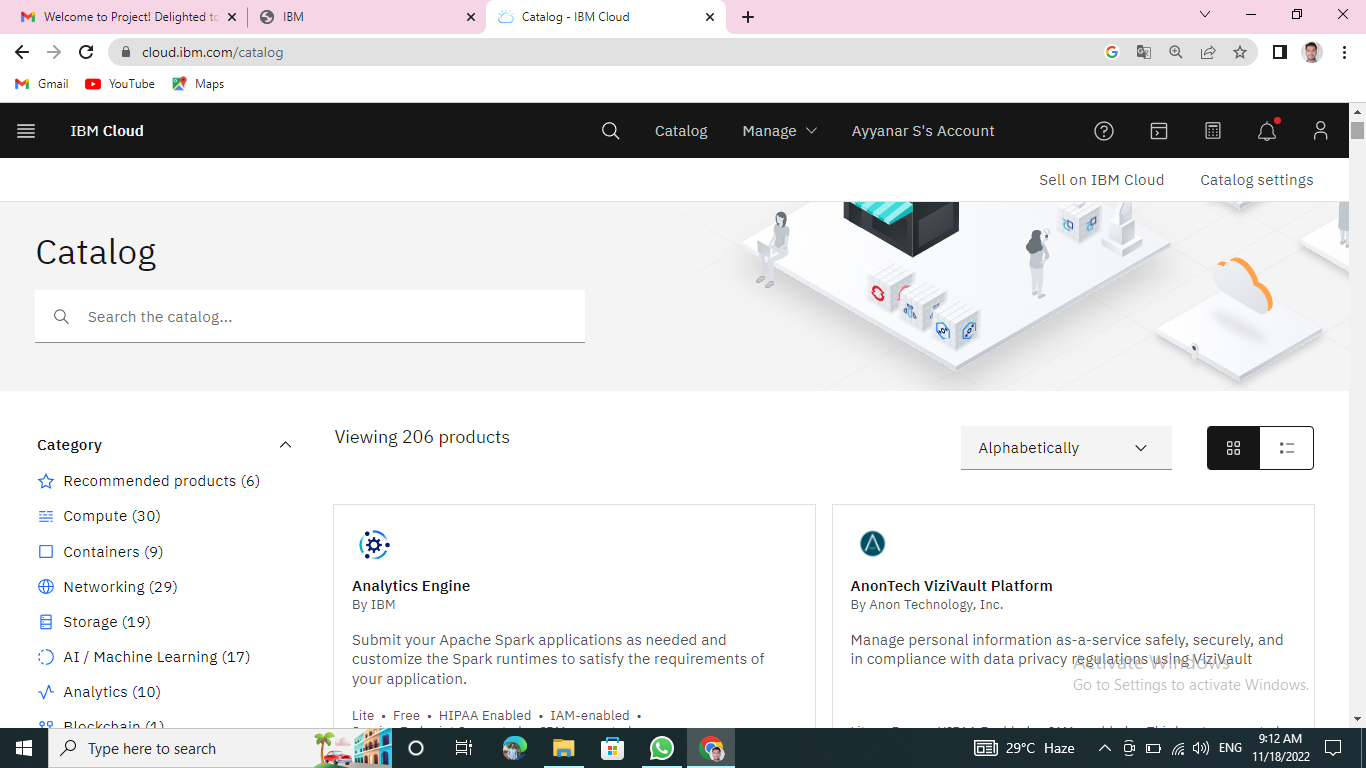 Welcome to Project! Delighted to
IBM
Catalog - IBM Cloud
cloud.ibm.com/catalog
Gmail
YouTube
Maps
IBM Cloud
Catalog
Manage
Ayyanar S's Account
Sell on IBM Cloud
Catalog settings
Catalog
Search the catalog...
Category
Recommended products (6)
Compute (30)
Containers (9)
Networking (29)
Storage (19)
AI / Machine Learning (17)
Analytics (10)
Blockchain (1)
Viewing 206 products
Alphabetically
Analytics Engine
By IBM
Submit your Apache Spark applications as needed and
customize the Spark runtimes to satisfy the requirements of
your application.
Lite • Free • HIPAA Enabled • IAM-enabled •
AnonTech ViziVault Platform
By Anon Technology, Inc.
Manage personal information as-a-service safely, securely, and
in compliance with data privacy regulations using ViziVault
Activate Windows
Go to Settings to activate Windows.
Type here to search
29°C Haze
ENG
9:12 AM
11/18/2022